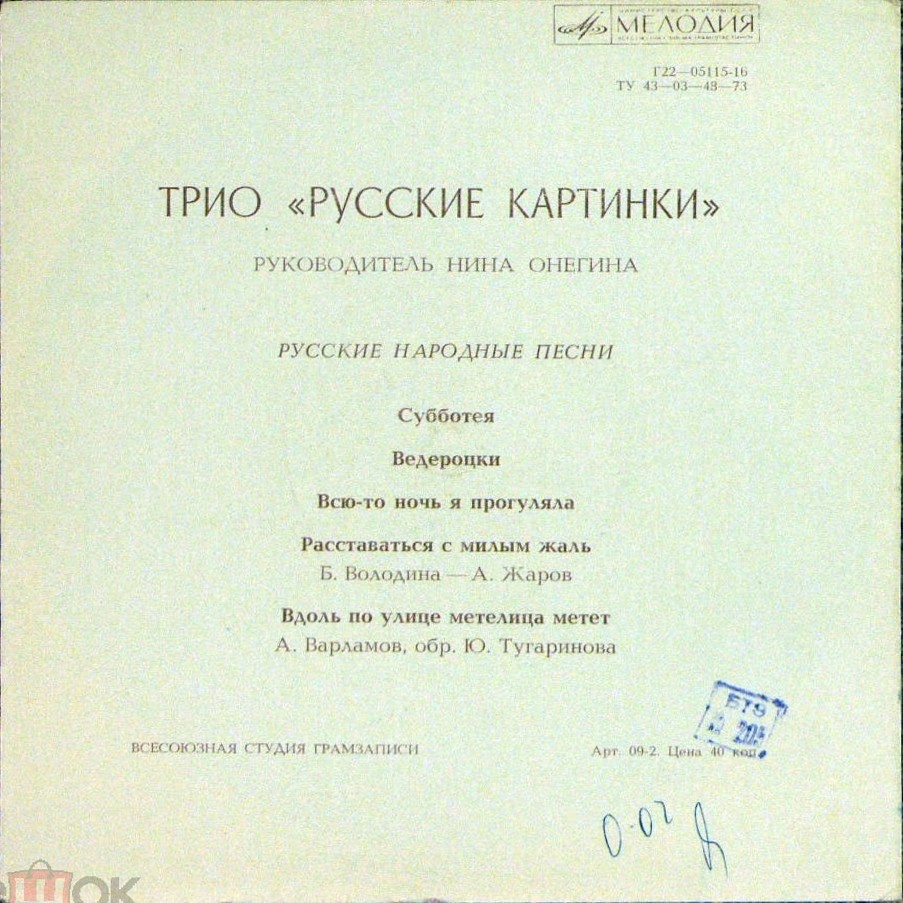 МЕЛОДИЯ
Г22—05115-16
ТУ 43—03—48—73
ТРИО «РУССКИЕ КАРТИНКИ»
РУКОВОДИТЕЛЬ НИНА ОНЕГИНА
РУССКИЕ НАРОДНЫЕ ПЕСНИ
Субботея
Ведероцки
Всю-то ночь я прогуляла
Расставаться с милым жаль
Б. Володина — А. Жаров
Вдоль по улице метелица метет
А. Варламов, обр. Ю. Тугаринова
ВСЕСОЮЗНАЯ СТУДИЯ ГРАМЗАПИСИ
Арт. 09-2. Цена 40 коп.
0-02